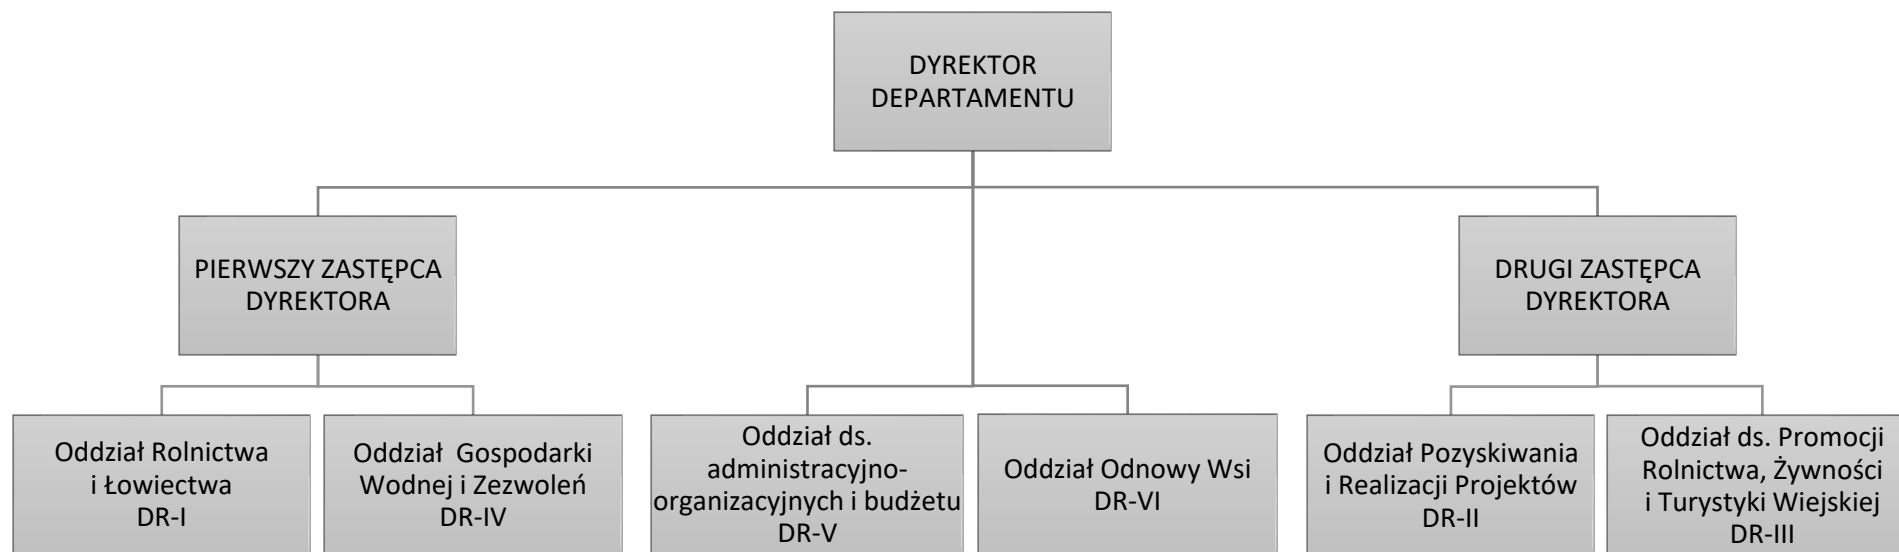 DYREKTOR
DEPARTAMENTU
PIERWSZY ZASTĘPCA
DYREKTORA
DRUGI ZASTĘPCA
DYREKTORA
Oddział Rolnictwa
i Łowiectwa
DR-I
Oddział  Gospodarki
Wodnej i Zezwoleń
DR-IV
Oddział ds.
administracyjno-
organizacyjnych i budżetu
DR-V
Oddział Odnowy Wsi
DR-VI
Oddział Pozyskiwania
i Realizacji Projektów
DR-II
Oddział ds. Promocji
Rolnictwa, Żywności
i Turystyki Wiejskiej
DR-III